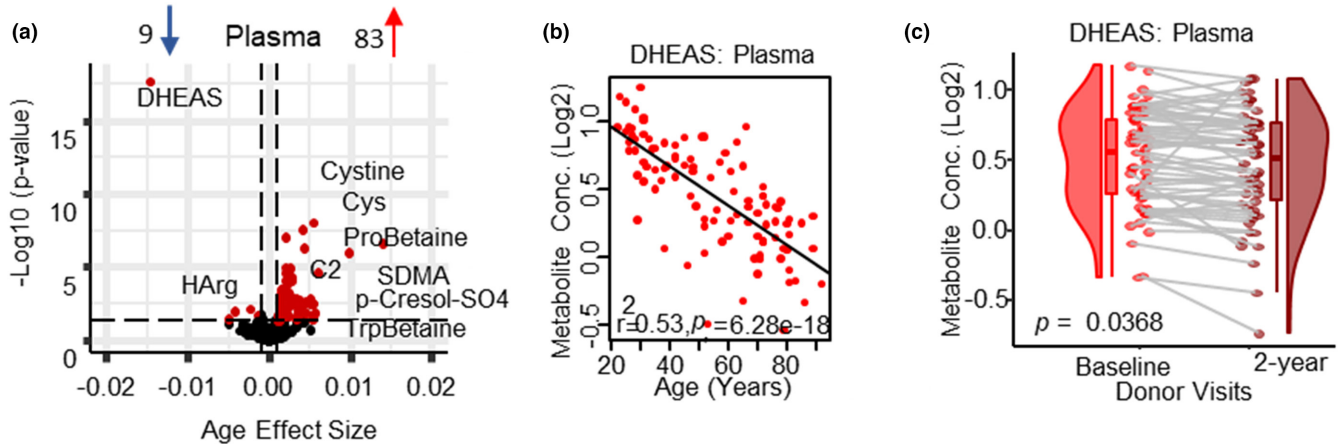 (a)
9
Plasma
83
-Log10 (p-value)
15
10
5
0
DHEAS
Cystine
Cys
ProBetaine
C2
SDMA
HArg
p-Cresol-SO4
TrpBetaine
-0.02 -0.01 0.00 0.01 0.02
Age Effect Size
(b)
DHEAS: Plasma
Metabolite Conc. (Log2)
1.0
0.5
0.0
-0.5
2
r=0.53,p =6.28e-18
20 40 60 80
Age (Years)
(c)
DHEAS: Plasma
Metabolite Conc. (Log2)
1.0
0.5
0.0
-0.5
p = 0.0368
Baseline 2-year
Donor Visits